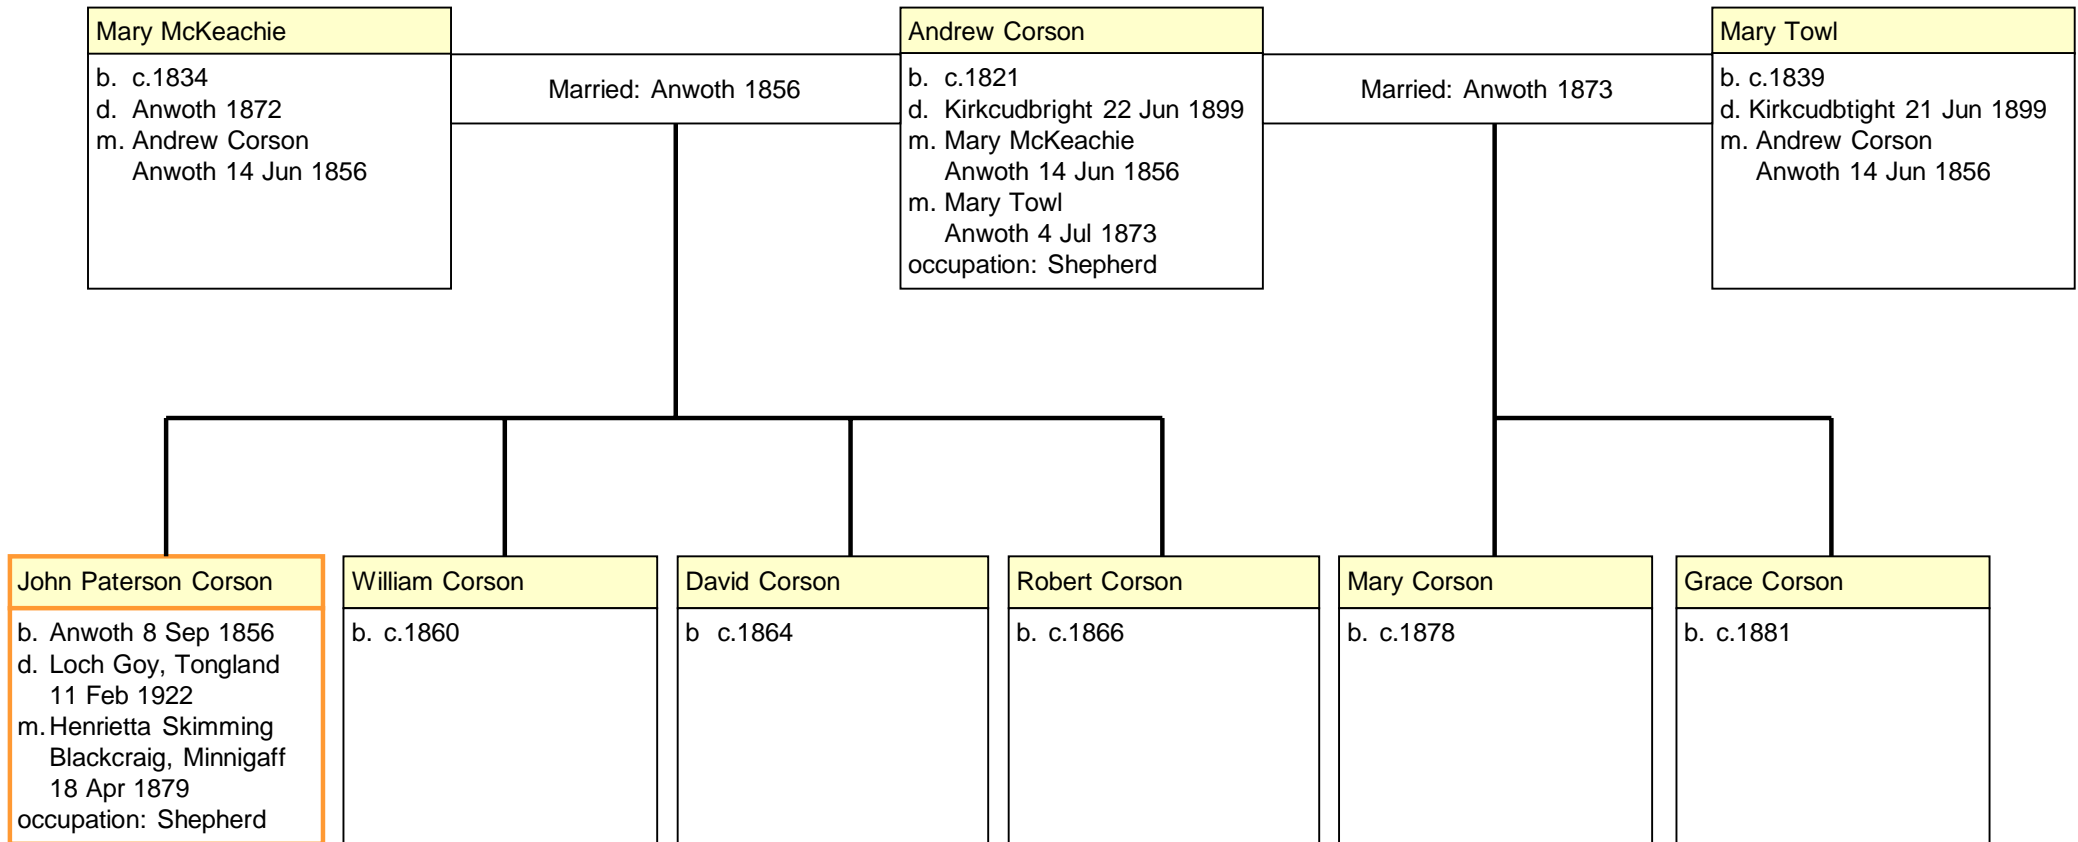 Mary McKeachie
b. c.1834
d. Anwoth 1872
m. Andrew Corson
Anwoth 14 Jun 1856
Married: Anwoth 1856
Andrew Corson
b. c.1821
d. Kirkcudbright 22 Jun 1899
m. Mary McKeachie
Anwoth 14 Jun 1856
m. Mary Towl
Anwoth 4 Jul 1873
occupation: Shepherd
Married: Anwoth 1873
Mary Towl
b. c.1839
d. Kirkcudbtight 21 Jun 1899
m. Andrew Corson
Anwoth 14 Jun 1856
John Paterson Corson
b. Anwoth 8 Sep 1856
d. Loch Goy, Tongland
11 Feb 1922
m. Henrietta Skimming
Blackcraig, Minnigaff
18 Apr 1879
occupation: Shepherd
William Corson
b. c.1860
David Corson
b c.1864
Robert Corson
b. c.1866
Mary Corson
b. c.1878
Grace Corson
b. c.1881